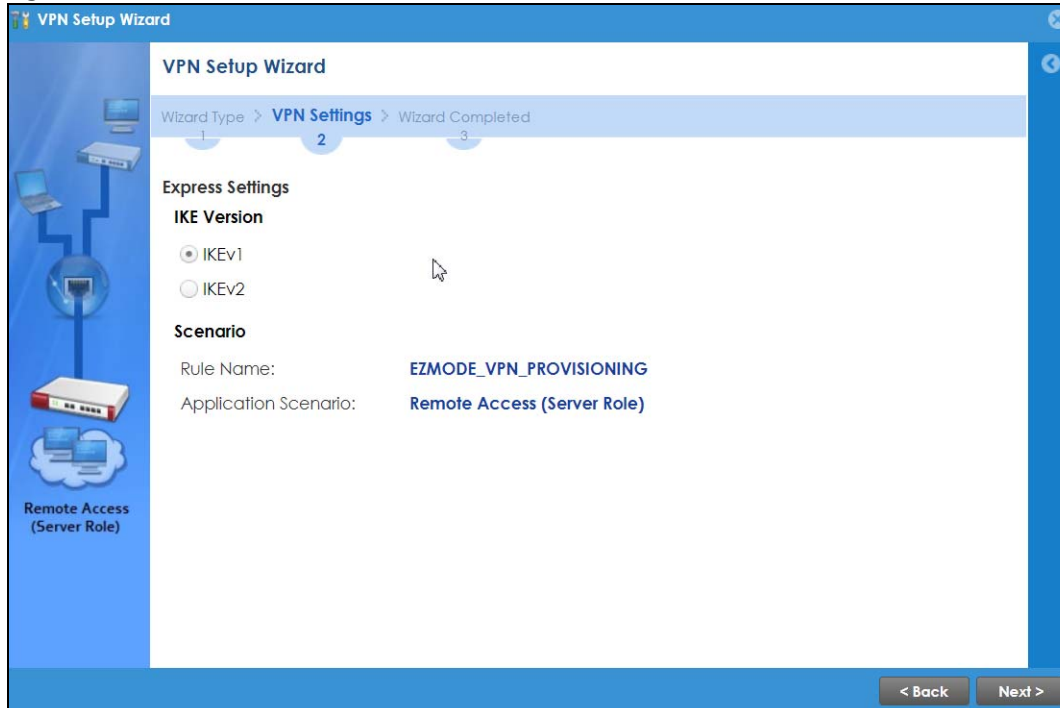 VPN Setup Wizard
VPN Setup Wizard
Wizard Type > VPN Settings > Wizard Completed
1 2 3
Express Settings
IKE Version
IKEv1
IKEv2
Scenario
Rule Name: EZMODE_VPN_PROVISIONING
Application Scenario: Remote Access (Server Role)
Remote Access
(Server Role)
< Back Next >